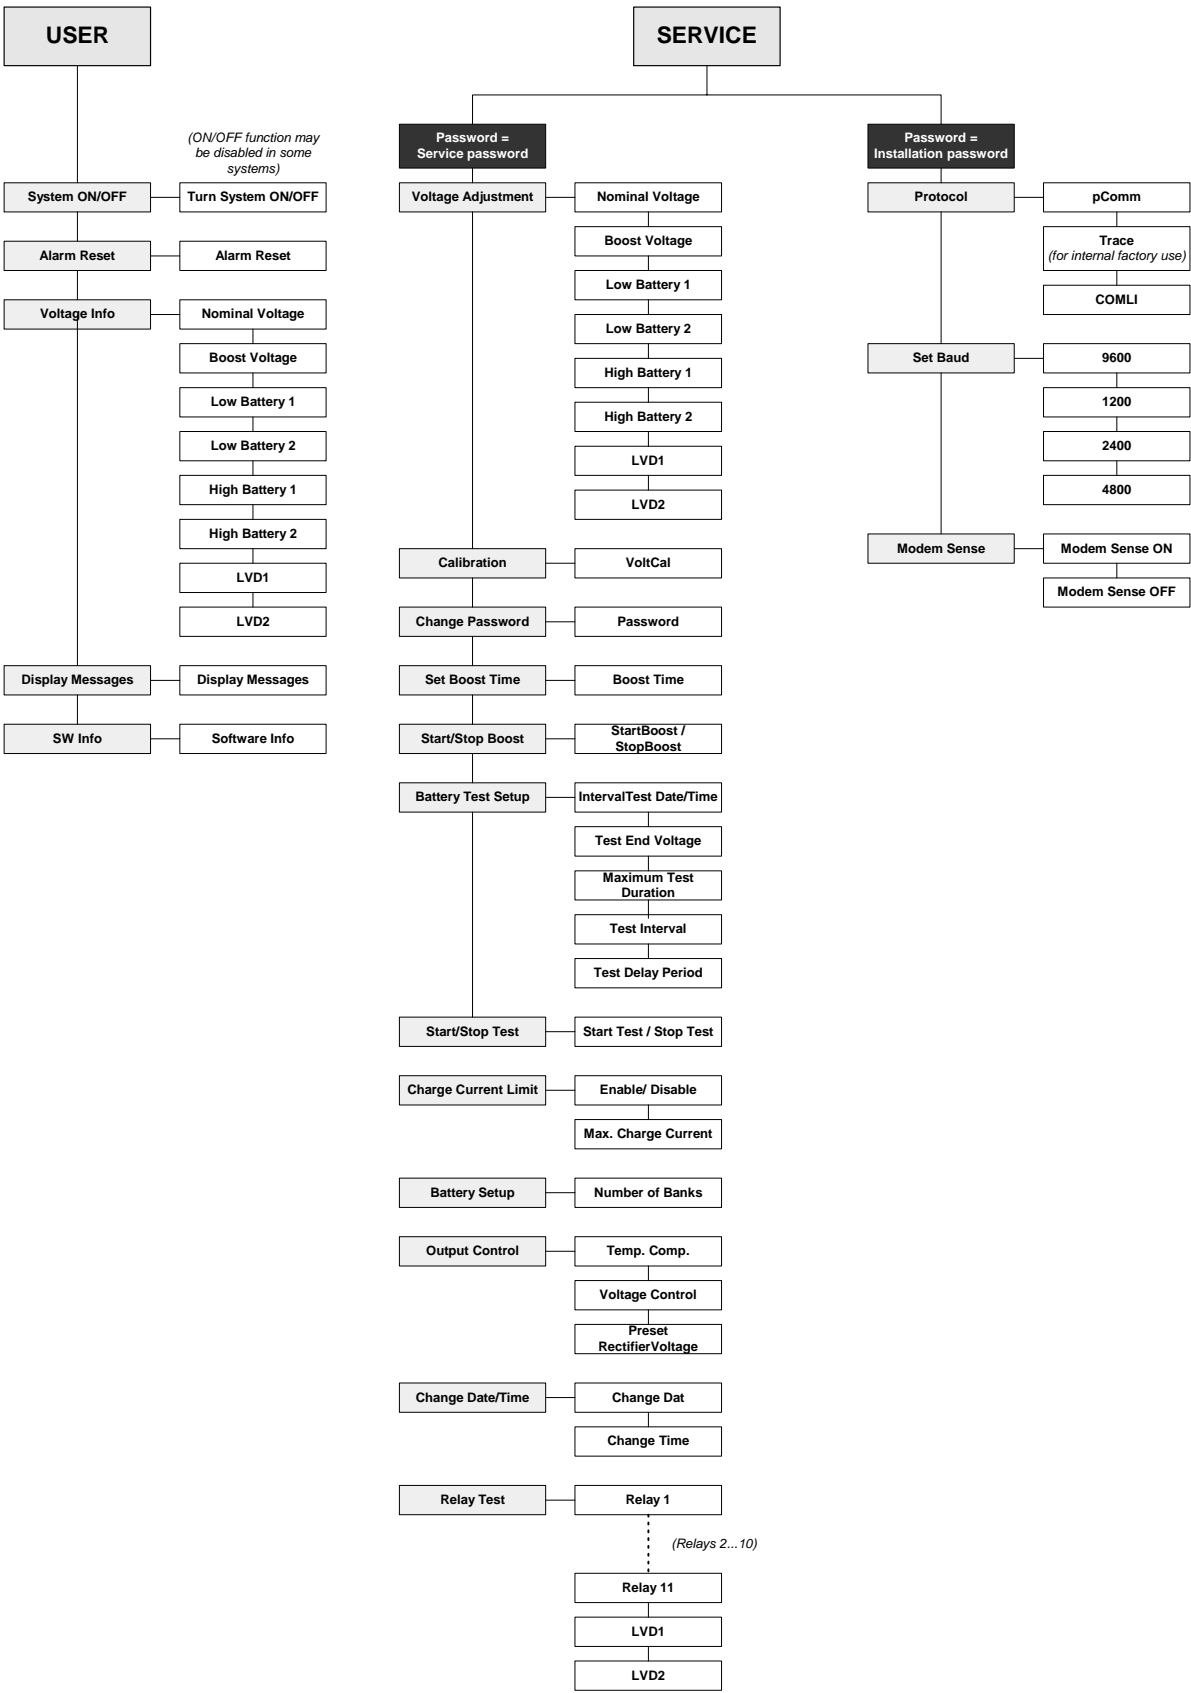 USER
(ON/OFF function may
be disabled in some
systems)
System ON/OFF
Turn System ON/OFF
Alarm Reset
Alarm Reset
Voltage Info
Nominal Voltage
Boost Voltage
Low Battery 1
Low Battery 2
High Battery 1
High Battery 2
LVD1
LVD2
Display Messages
Display Messages
SW Info
Software Info
SERVICE
Password =
Service password
Voltage Adjustment
Nominal Voltage
Boost Voltage
Low Battery 1
Low Battery 2
High Battery 1
High Battery 2
LVD1
LVD2
Calibration
VoltCal
Change Password
Password
Set Boost Time
Boost Time
Start/Stop Boost
StartBoost /
StopBoost
Battery Test Setup
IntervalTest Date/Time
Test End Voltage
Maximum Test
Duration
Test Interval
Test Delay Period
Start/Stop Test
Start Test / Stop Test
Charge Current Limit
Enable/ Disable
Max. Charge Current
Battery Setup
Number of Banks
Output Control
Temp. Comp.
Voltage Control
Preset
RectifierVoltage
Change Date/Time
Change Dat
Change Time
Relay Test
Relay 1
(Relays 2...10)
Relay 11
LVD1
LVD2
Password =
Installation password
Protocol
pComm
Trace
(for internal factory use)
COMLI
Set Baud
9600
1200
2400
4800
Modem Sense
Modem Sense ON
Modem Sense OFF